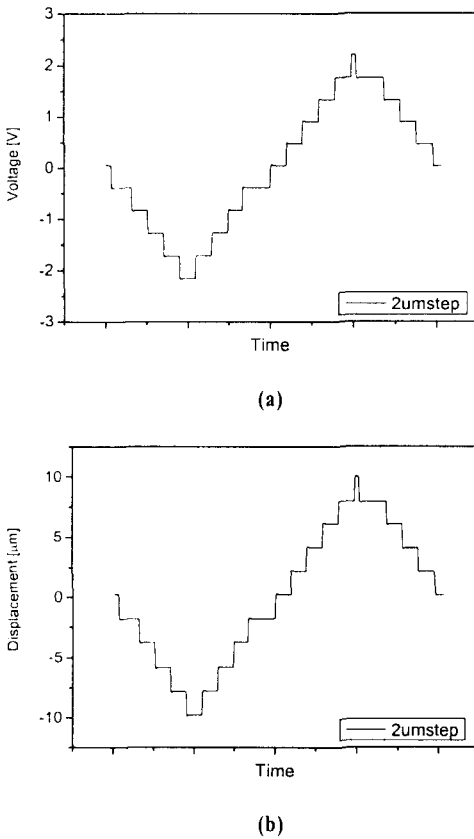 3
2
1
0
-1
-2
-3
Voltage [V]
2umstep
Time
(a)
10
5
0
-5
-10
Displacement [μm]
2umstep
Time
(b)